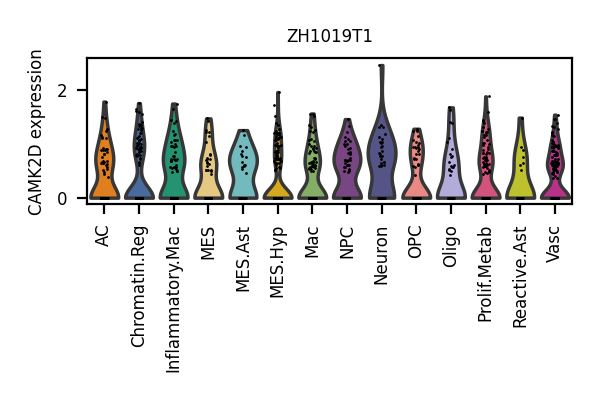 ZH1019T1
CAMK2D expression
2
0
AC
Chromatin.Reg
Inflammatory.Mac
MES
MES.Ast
MES.Hyp
Mac
NPC
Neuron
OPC
Oligo
Prolif.Metab
Reactive.Ast
Vasc